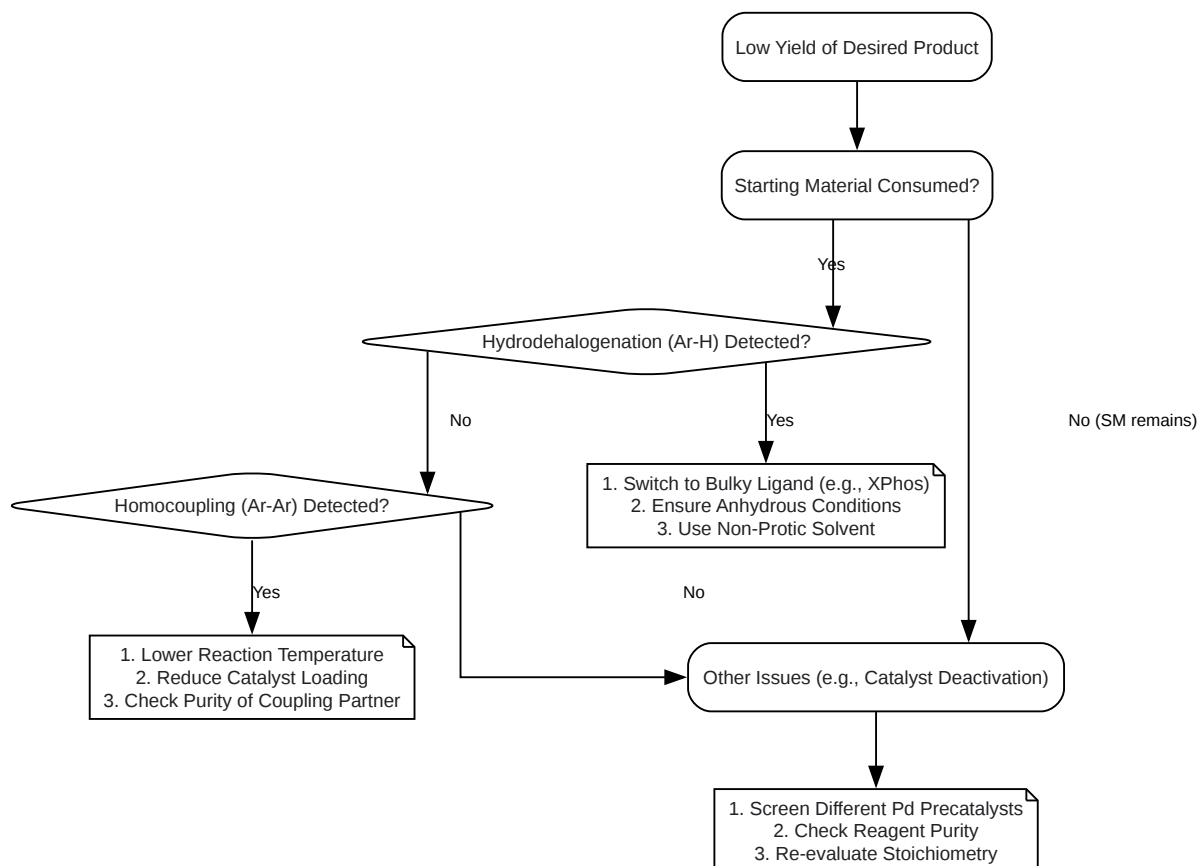 Low Yield of Desired Product
Starting Material Consumed?
Yes
Hydrodehalogenation (Ar-H) Detected?
No
Yes
No (SM remains)
Homocoupling (Ar-Ar) Detected?
1. Switch to Bulky Ligand (e.g., XPhos)
2. Ensure Anhydrous Conditions
3. Use Non-Protic Solvent
Yes
No
1. Lower Reaction Temperature
2. Reduce Catalyst Loading
3. Check Purity of Coupling Partner
Other Issues (e.g., Catalyst Deactivation)
1. Screen Different Pd Precatalysts
2. Check Reagent Purity
3. Re-evaluate Stoichiometry